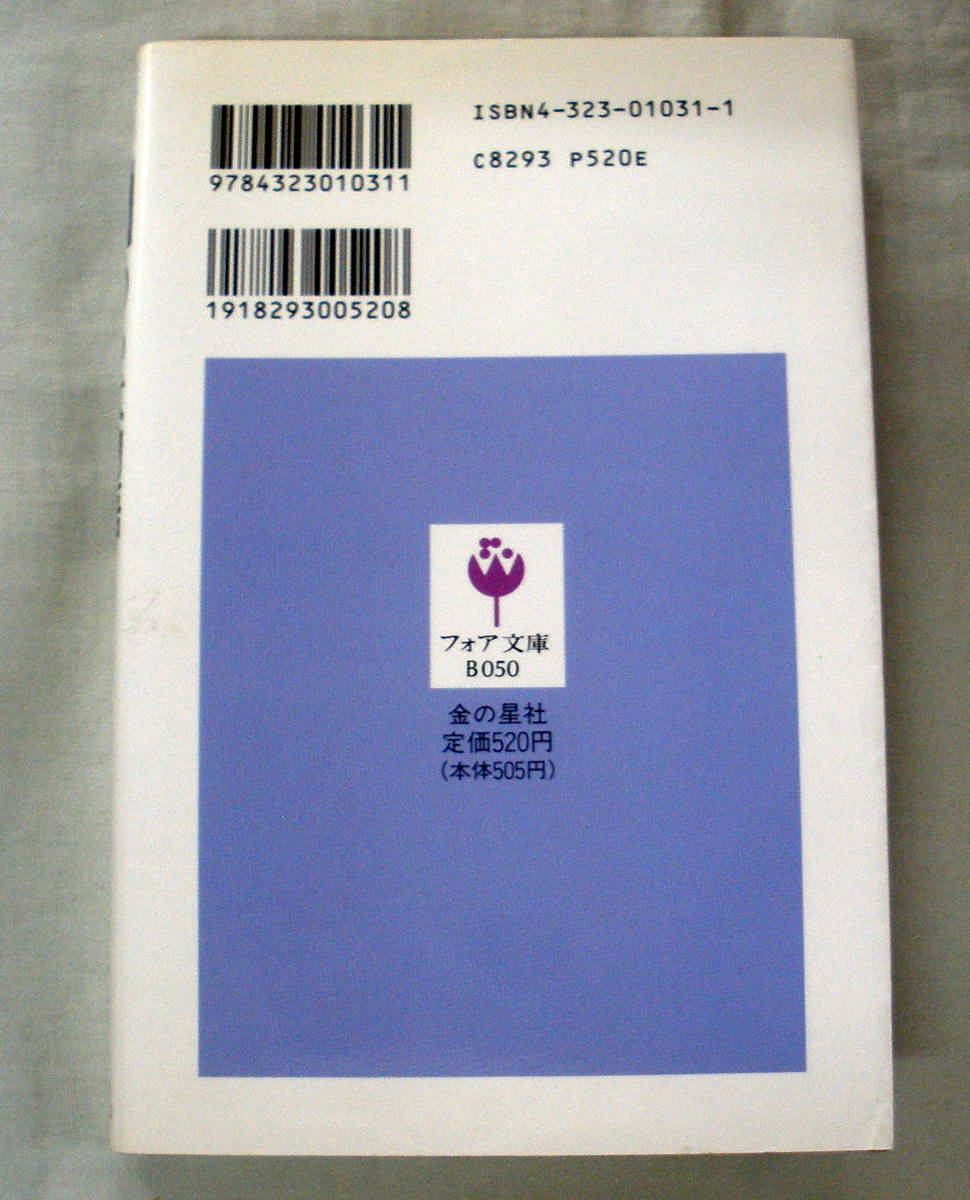 ISBN4-323-01031-1
C8293 P520E
9784323010311
1918293005208
フォア文庫
B050
金の星社
定価520円
(本体505円)